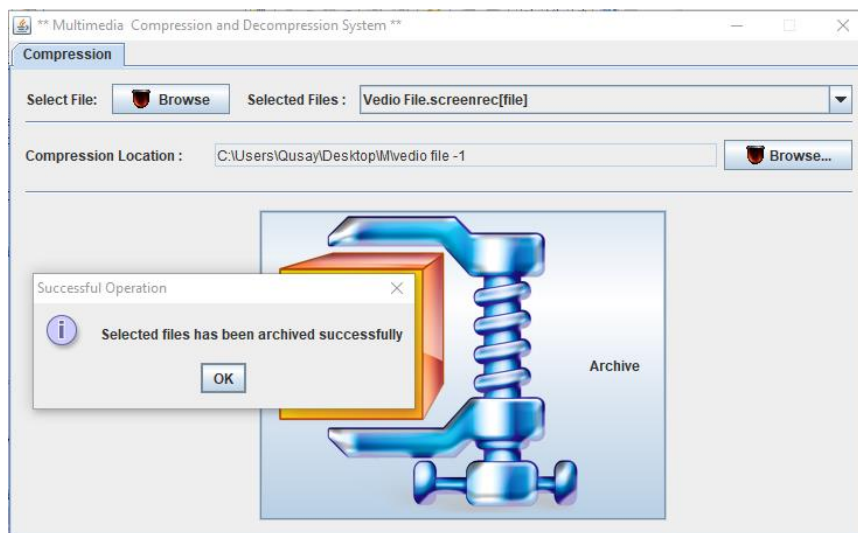 ** Multimedia Compression and Decompression System **
Compression
Select File: Browse Selected Files : Vedio File.screenrec[file]
Compression Location : C:\Users\Qusay\Desktop\M\vedio file -1 Browse...
Successful Operation
Selected files has been archived successfully
OK
Archive